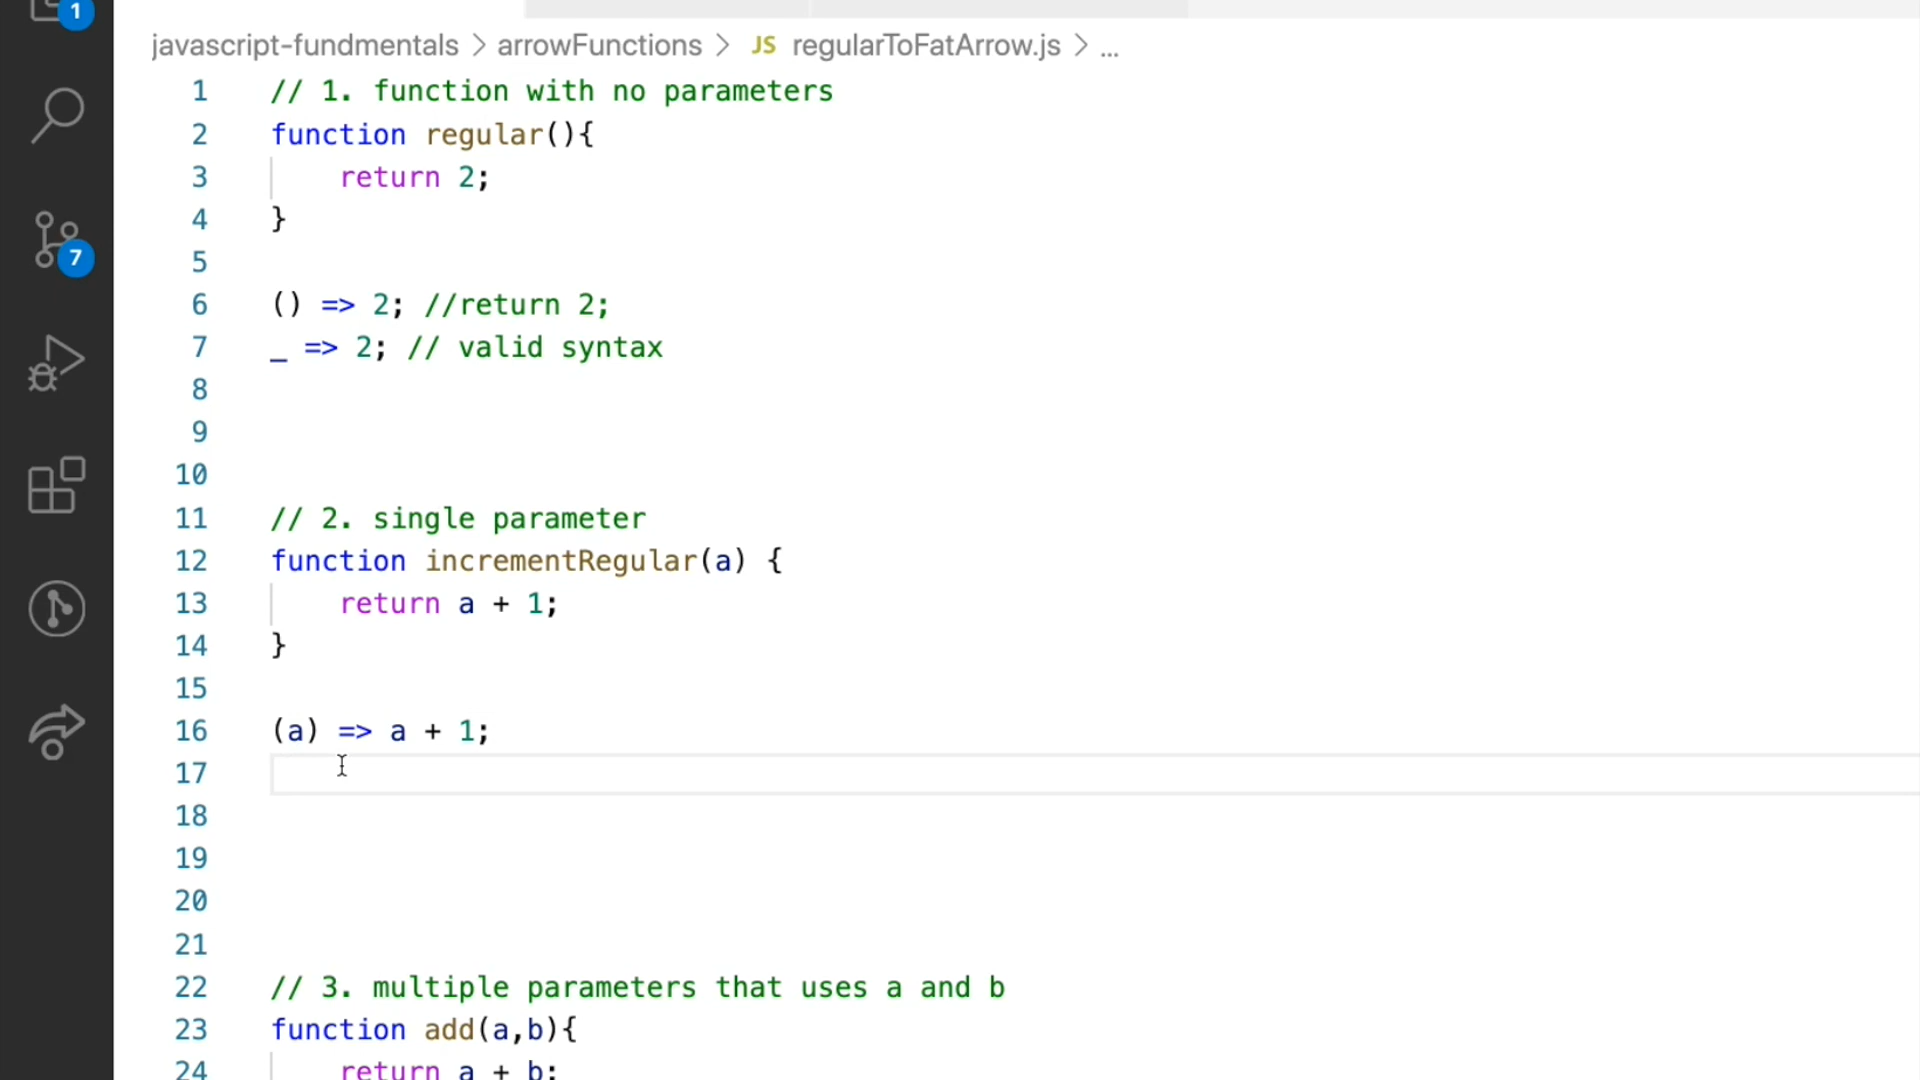 1
javascript-fundmentals > arrowFunctions > JS regularToFatArrow.js > ...
1 // 1. function with no parameters
2 function regular(){
3 return 2;
4 }
5
6 () => 2; //return 2;
7 _ => 2; // valid syntax
7
8
9
10
11 // 2. single parameter
12 function incrementRegular(a) {
13 return a + 1;
14 }
15
16 (a) => a + 1;
17
18
19
20
21
22 // 3. multiple parameters that uses a and b
23 function add(a,b){
24 return a + b;